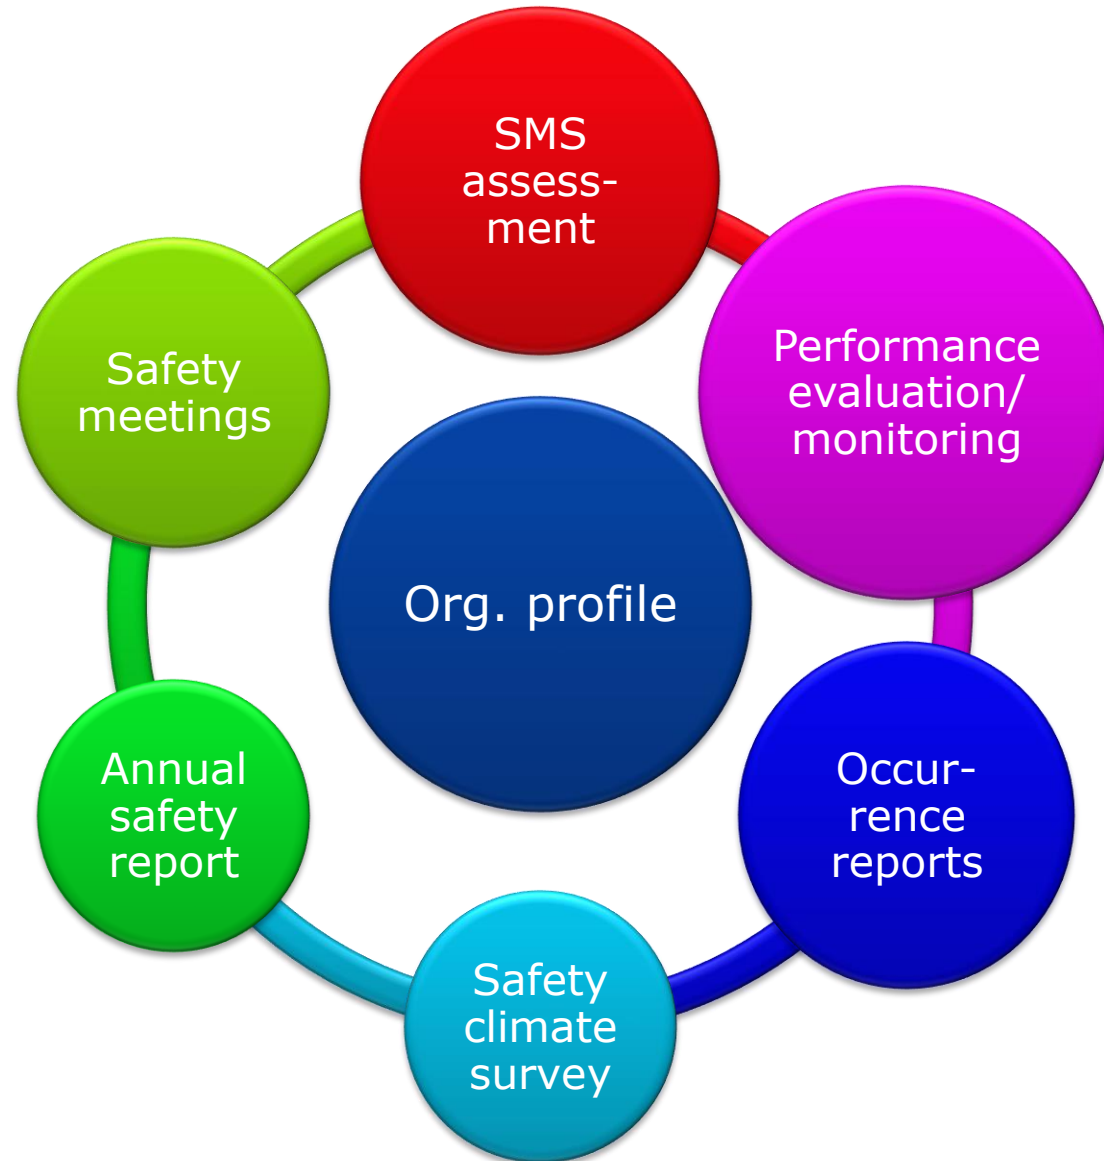 SMS
assess-
ment
Performance
evaluation/
monitoring
Safety
meetings
Org. profile
Occur-
rence
reports
Annual
safety
report
Safety
climate
survey